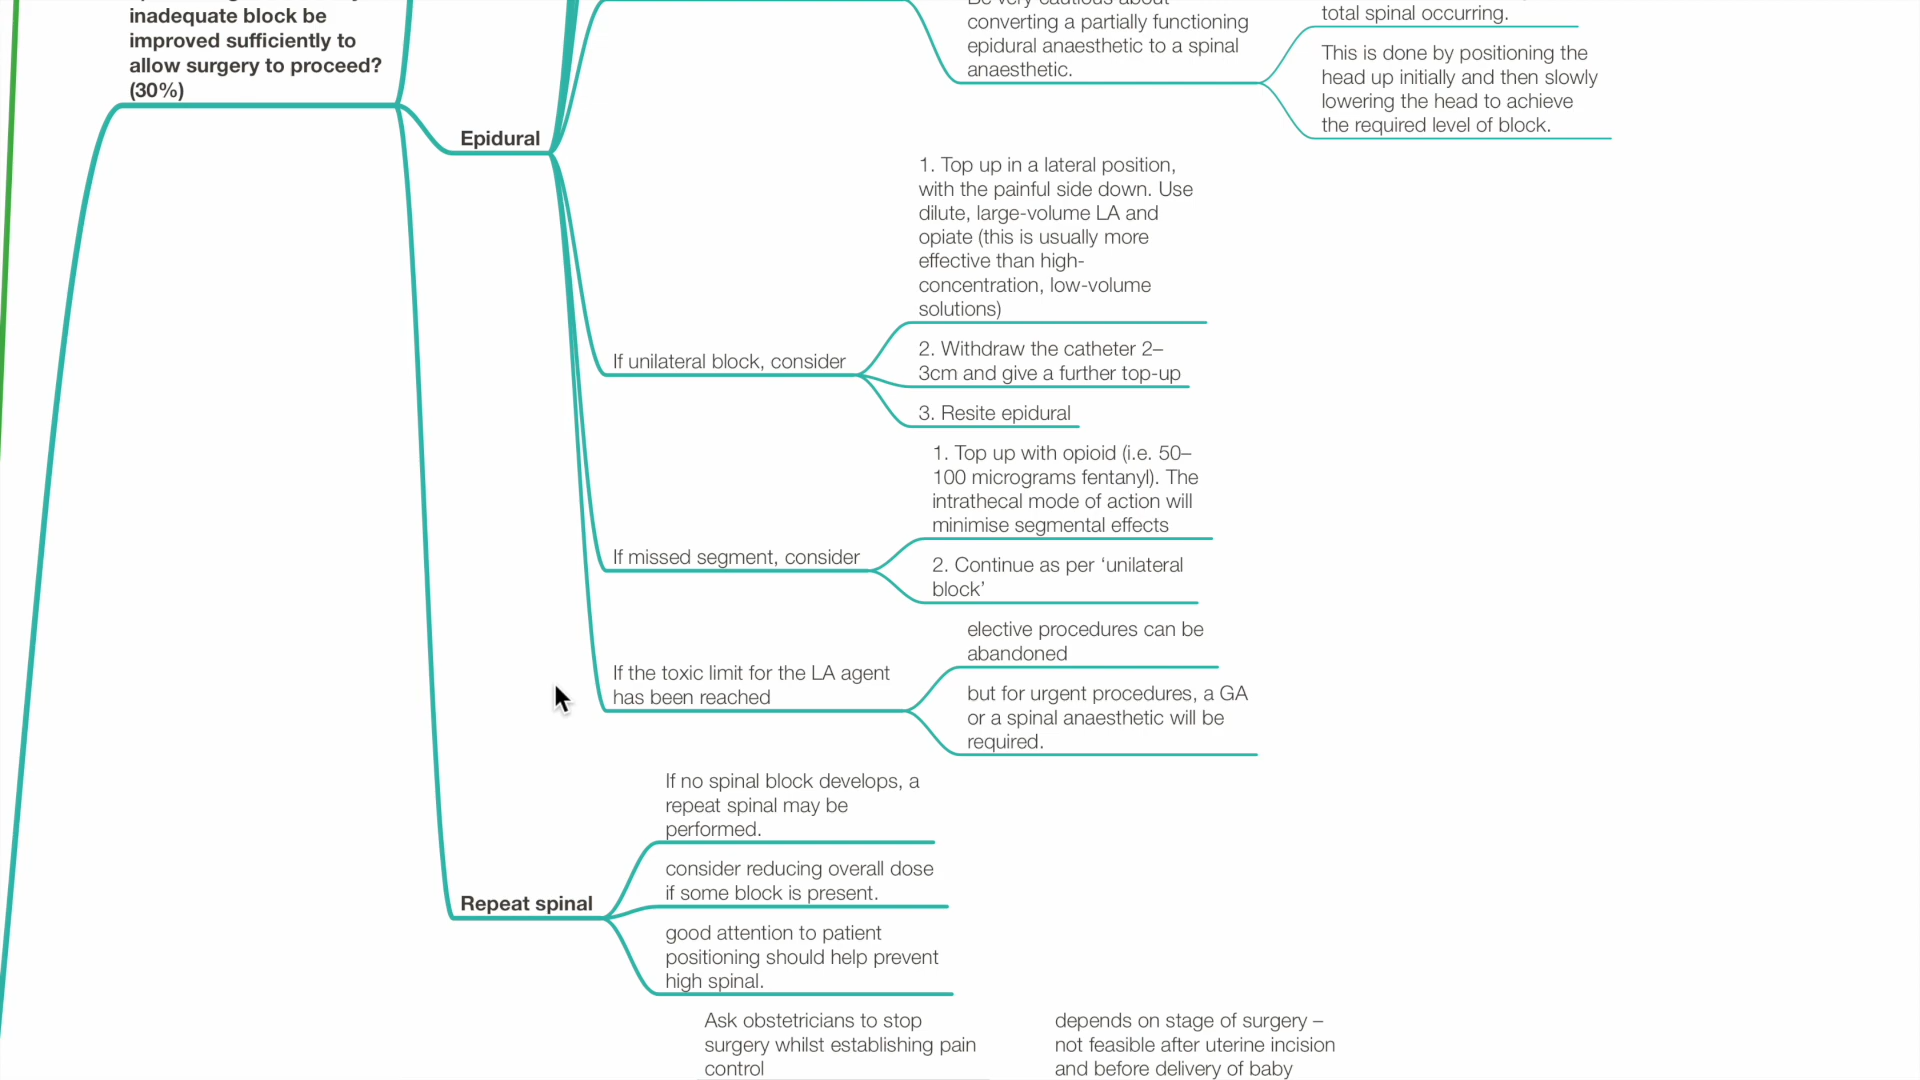 inadequate block be
improved sufficiently to
allow surgery to proceed?
(30%)
Epidural
converting a partially functioning
epidural anaesthetic to a spinal
anaesthetic.
total spinal occurring.
This is done by positioning the
head up initially and then slowly
lowering the head to achieve
the required level of block.
If unilateral block, consider
1. Top up in a lateral position,
with the painful side down. Use
dilute, large-volume LA and
opiate (this is usually more
effective than high-
concentration, low-volume
solutions)
2. Withdraw the catheter 2–
3cm and give a further top-up
3. Resite epidural
If missed segment, consider
1. Top up with opioid (i.e. 50–
100 micrograms fentanyl). The
intrathecal mode of action will
minimise segmental effects
2. Continue as per ‘unilateral
block’
If the toxic limit for the LA agent
has been reached
elective procedures can be
abandoned
but for urgent procedures, a GA
or a spinal anaesthetic will be
required.
Repeat spinal
If no spinal block develops, a
repeat spinal may be
performed.
consider reducing overall dose
if some block is present.
good attention to patient
positioning should help prevent
high spinal.
Ask obstetricians to stop
surgery whilst establishing pain
control
depends on stage of surgery –
not feasible after uterine incision
and before delivery of baby